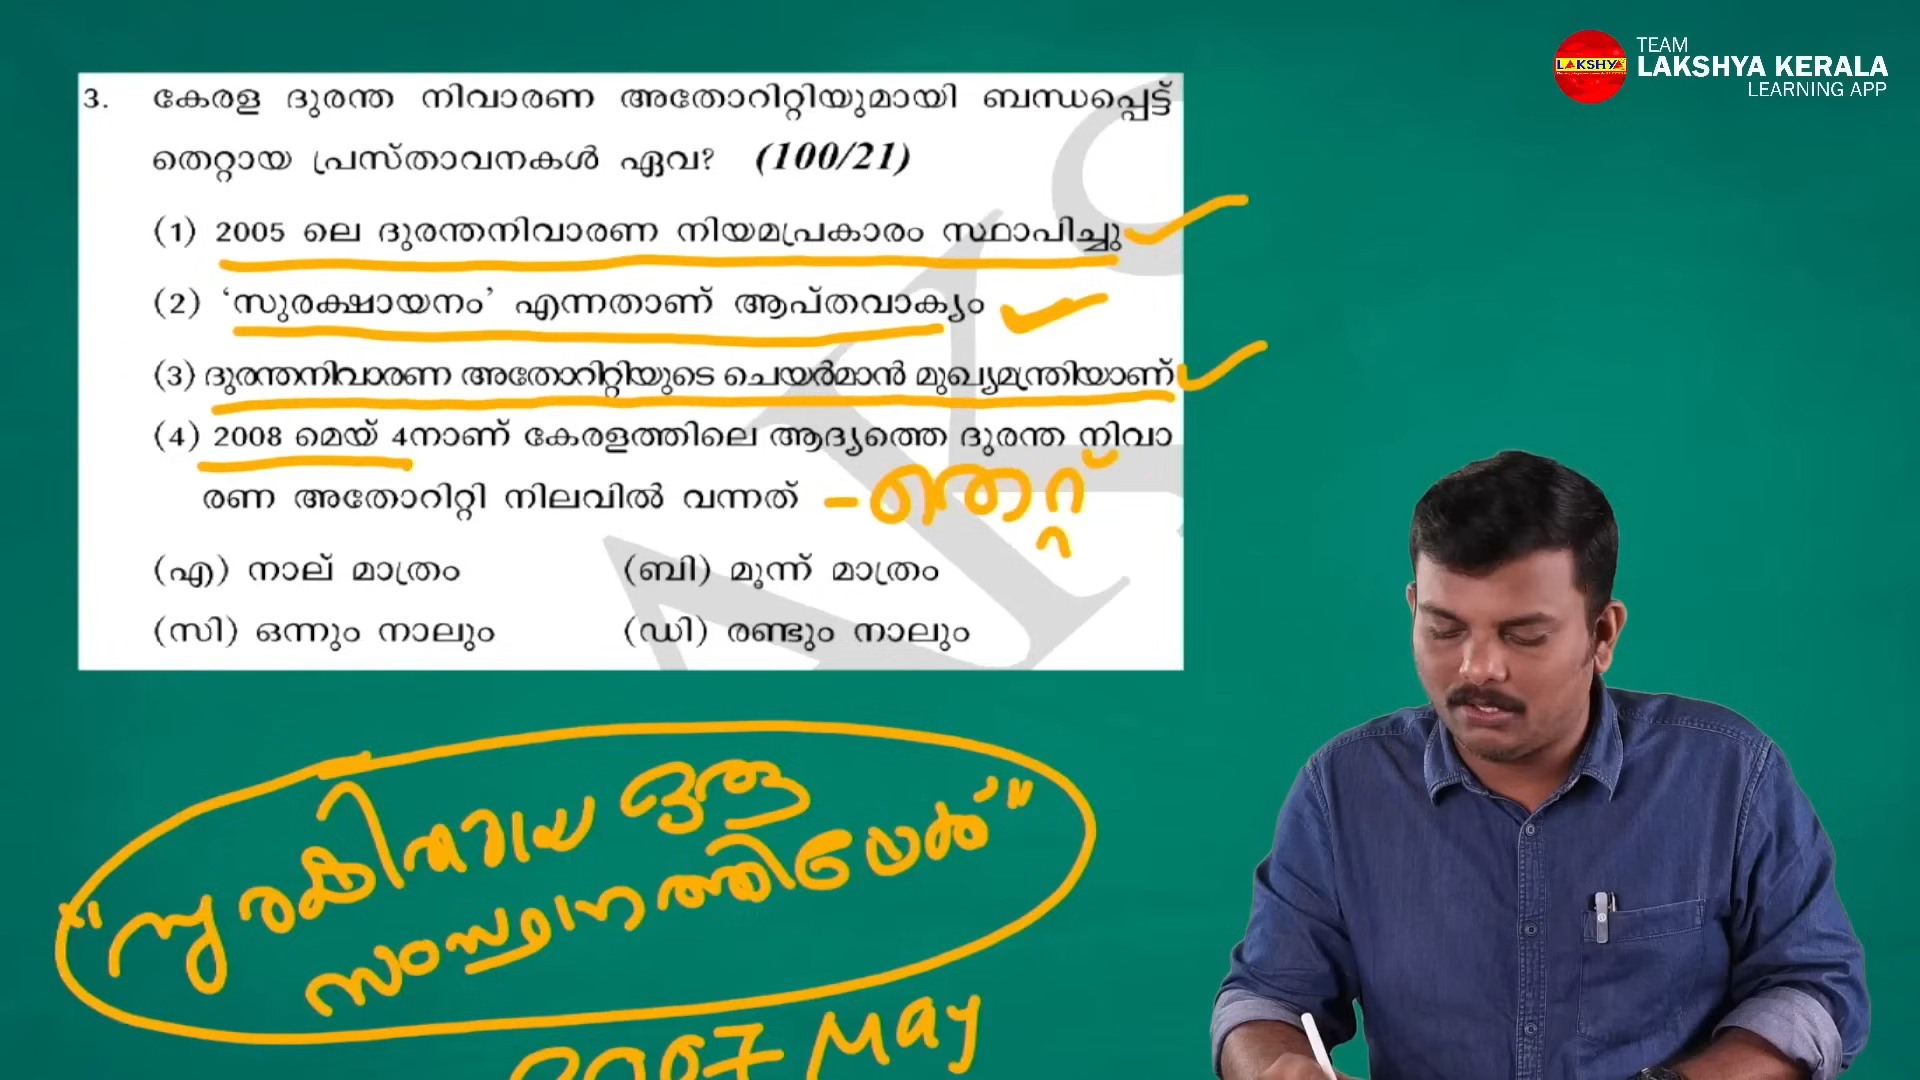 TEAM
LAKSHYA
LAKSHYA KERALA
LEARNING APP
3. കേരള ദുരന്ത നിവാരണ അതോറിറ്റിയുമായി ബന്ധപ്പെട്ട്
തെറ്റായ പ്രസ്താവനകൾ ഏവ? (100/21)
(1) 2005 ലെ ദുരന്തനിവാരണ നിയമപ്രകാരം സ്ഥാപിച്ചു
(2) ‘സുരക്ഷായനം’ എന്നതാണ് ആപ്തവാക്യം
(3) ദുരന്തനിവാരണ അതോറിറ്റിയുടെ ചെയർമാൻ മുഖ്യമന്ത്രിയാണ്
(4) 2008 മെയ് 4നാണ് കേരളത്തിലെ ആദ്യത്തെ ദുരന്ത നിവാ
രണ അതോറിറ്റി നിലവിൽ വന്നത് - തെറ്റ്
(എ) നാല് മാത്രം (ബി) മൂന്ന് മാത്രം
(സി) ഒന്നും നാലും (ഡി) രണ്ടും നാലും
"സുരക്ഷിതമായ ഒരു
സംസ്ഥാനത്തിലേക്ക്"
2007 May